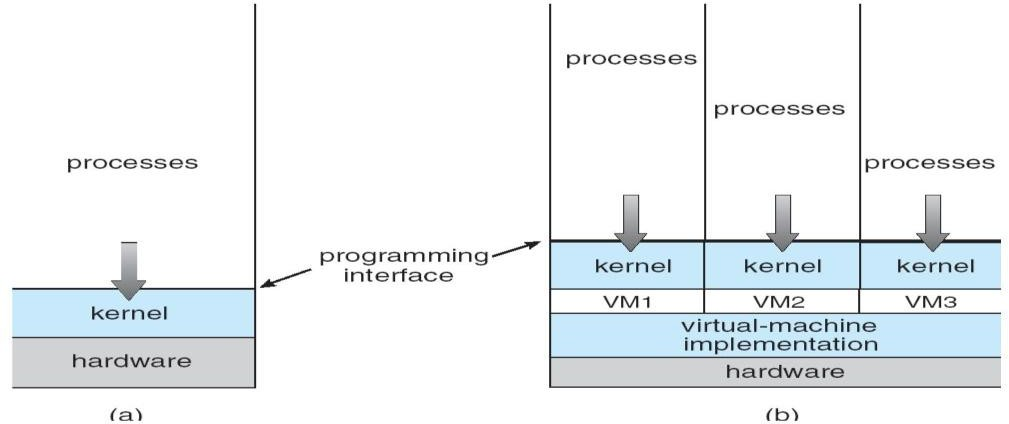 processes
kernel
hardware
(a)
programming
interface
processes
processes
processes
kernel
kernel
kernel
VM1
VM2
VM3
virtual-machine
implementation
hardware
(b)